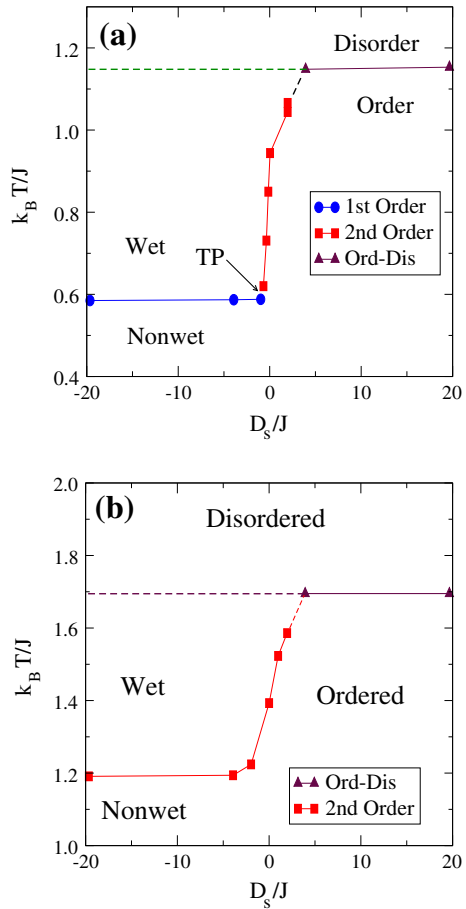 (a)
Disorder
Order
1st Order
2nd Order
Ord-Dis
Wet
TP
Nonwet
k_B T/J
1.2
1.0
0.8
0.6
0.4
-20 -10 0 10 20
D_s/J
(b)
Disordered
Wet
Ordered
Ord-Dis
2nd Order
Nonwet
k_B T/J
2.0
1.8
1.6
1.4
1.2
1.0
-20 -10 0 10 20
D_s/J